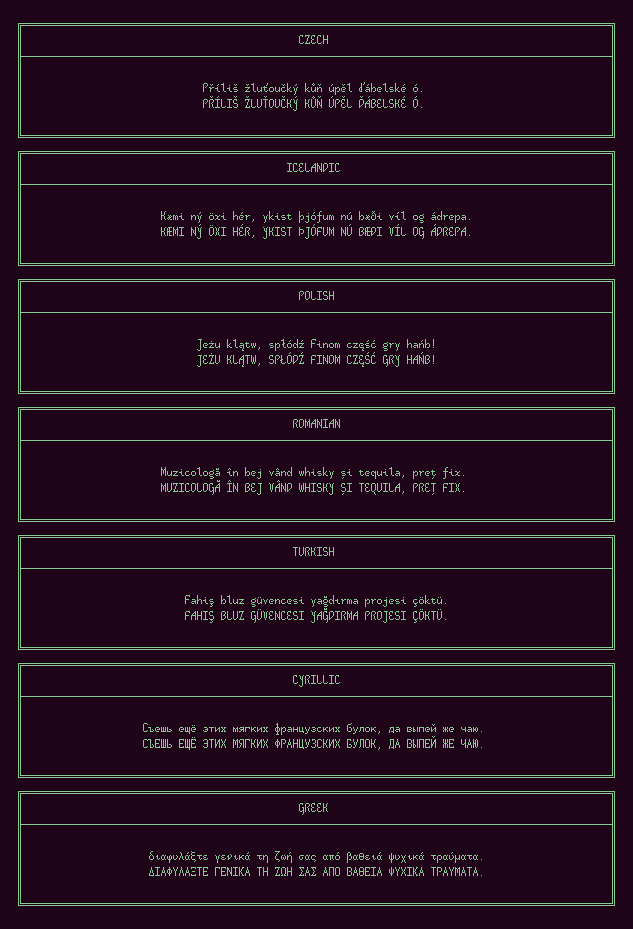 CZECH
Příliš žluťoučký kůň úpěl ďábelské ó.
PŘÍLIŠ ŽLUŤOUČKÝ KŮŇ ÚPĚL ĎÁBELSKÉ Ó.
ICELANDIC
Kæmi ný öxi hér, ykist þjófum nú bæði víl og ádrepa.
KÆMI NÝ ÖXI HÉR, YKIST ÞJÓFUM NÚ BÆÐI VÍL OG ÁDREPA.
POLISH
Jeżu klątw, spłódź Finom część gry hańb!
JEŻU KLĄTW, SPŁÓDŹ FINOM CZĘŚĆ GRY HAŃB!
ROMANIAN
Muzicologă în bej vând whisky și tequila, preț fix.
MUZICOLOGĂ ÎN BEJ VÂND WHISKY ȘI TEQUILA, PREȚ FIX.
TURKISH
Fahiş bluz güvencesi yağdırma projesi çöktü.
FAHIŞ BLUZ GÜVENCESI YAĞDIRMA PROJESI ÇÖKTÜ.
CYRILLIC
Съешь ещё этих мягких французских булок, да выпей же чаю.
СЪЕШЬ ЕЩЁ ЭТИХ МЯГКИХ ФРАНЦУЗСКИХ БУЛОК, ДА ВЫПЕЙ ЖЕ ЧАЮ.
GREEK
διαφυλάξτε γενικά τη ζωή σας από βαθειά ψυχικά τραύματα.
ΔΙΑΦΥΛΑΞΤΕ ΓΕΝΙΚΑ ΤΗ ΖΩΗ ΣΑΣ ΑΠΟ ΒΑΘΕΙΑ ΨΥΧΙΚΑ ΤΡΑΥΜΑΤΑ.